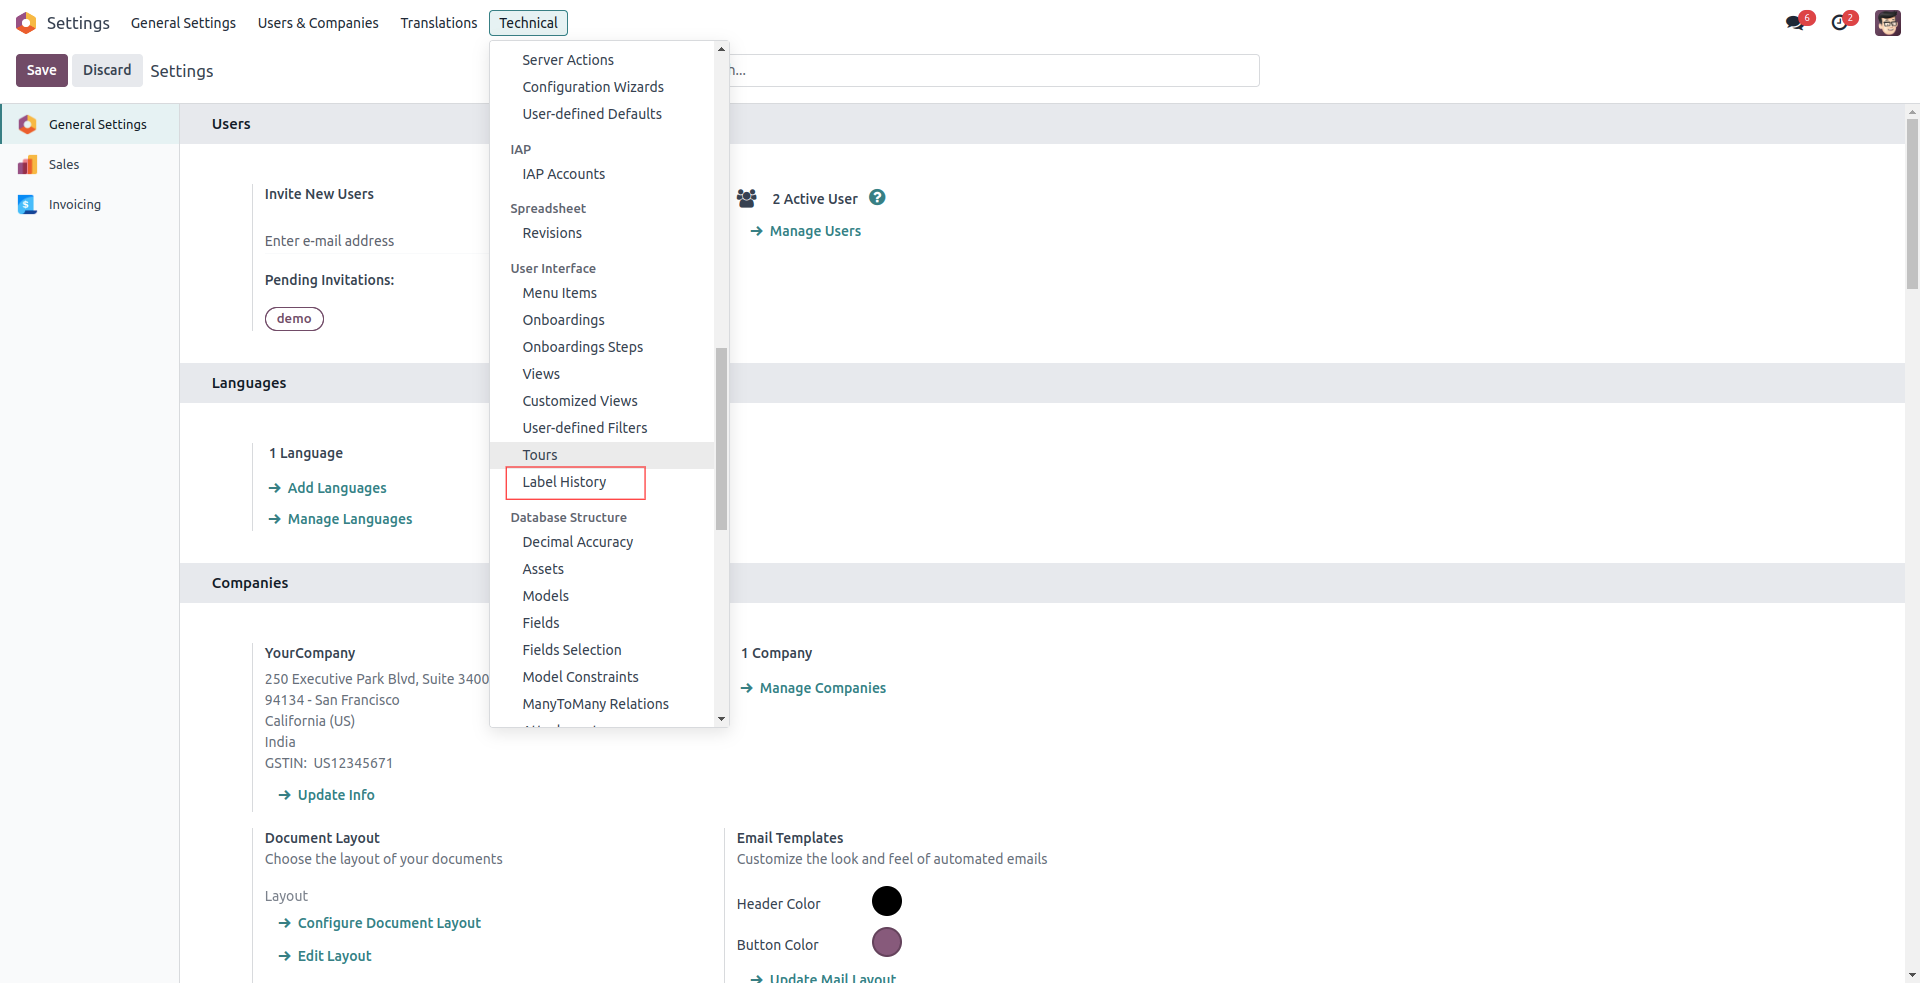 Settings General Settings Users & Companies Translations Technical 6 2
Save Discard Settings n...
General Settings
Sales
Invoicing
Server Actions
Configuration Wizards
User-defined Defaults
IAP
IAP Accounts
Spreadsheet
Revisions
User Interface
Menu Items
Onboardings
Onboardings Steps
Views
Customized Views
User-defined Filters
Tours
Label History
Database Structure
Decimal Accuracy
Assets
Models
Fields
Fields Selection
Model Constraints
ManyToMany Relations
Users
Invite New Users
Enter e-mail address
Pending Invitations:
demo
2 Active User ?
Manage Users
Languages
1 Language
Add Languages
Manage Languages
Companies
YourCompany
250 Executive Park Blvd, Suite 3400
94134 - San Francisco
California (US)
India
GSTIN: US12345671
Update Info
1 Company
Manage Companies
Document Layout
Choose the layout of your documents
Layout
Configure Document Layout
Edit Layout
Email Templates
Customize the look and feel of automated emails
Header Color
Button Color
Update Mail Layout